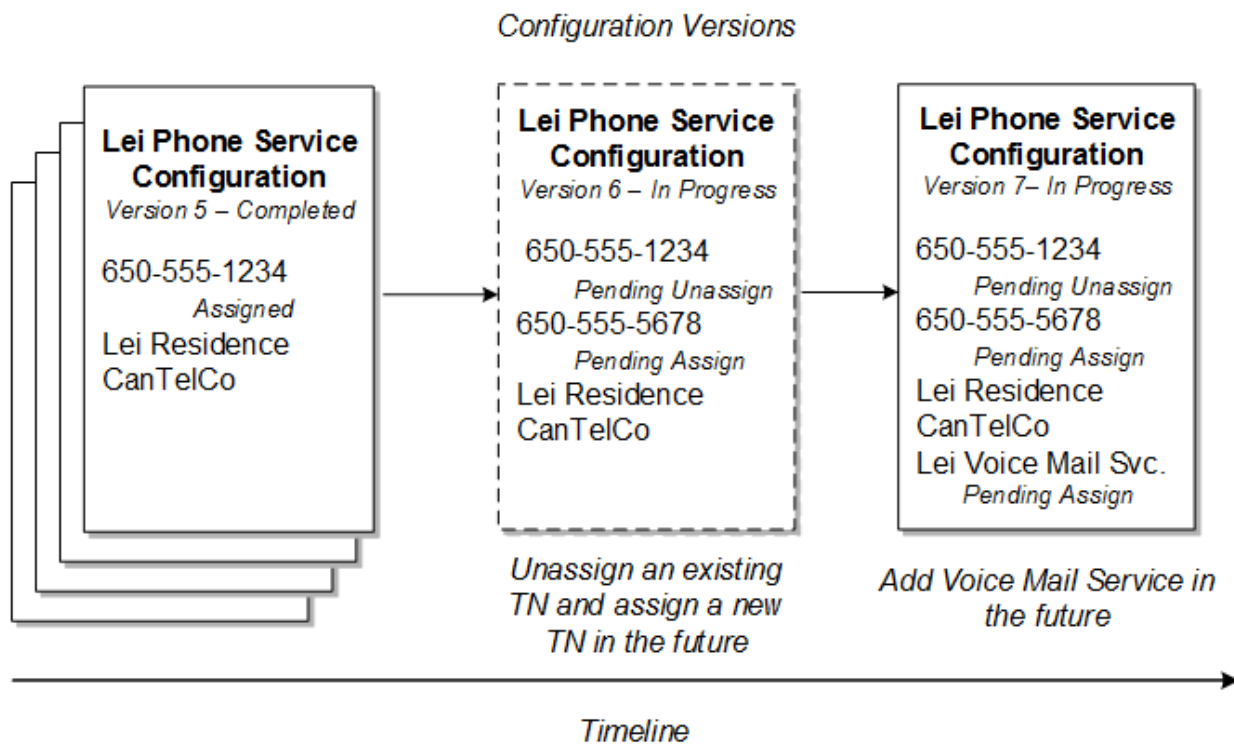 Configuration Versions
Lei Phone Service
Configuration
Version 5 – Completed
650-555-1234
Assigned
Lei Residence
CanTelCo
Lei Phone Service
Configuration
Version 6 – In Progress
650-555-1234
Pending Unassign
650-555-5678
Pending Assign
Lei Residence
CanTelCo
Unassign an existing
TN and assign a new
TN in the future
Lei Phone Service
Configuration
Version 7– In Progress
650-555-1234
Pending Unassign
650-555-5678
Pending Assign
Lei Residence
CanTelCo
Lei Voice Mail Svc.
Pending Assign
Add Voice Mail Service in
the future
Timeline